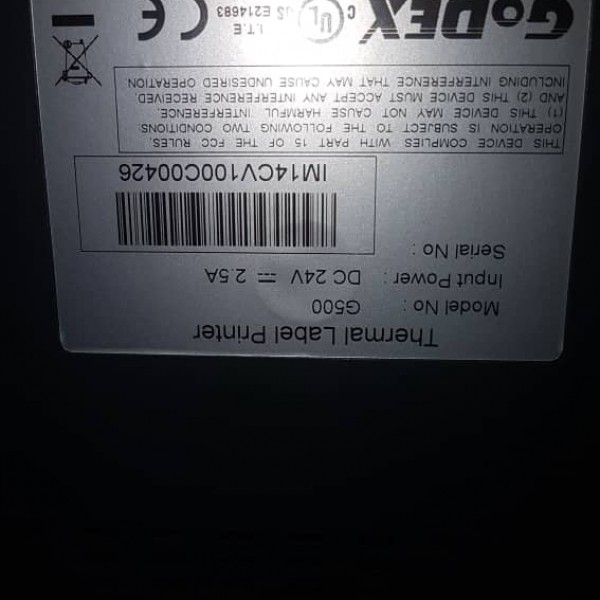 Thermal Label Printer
Model No : G500
Input Power : DC 24V ⎓ 2.5A
Serial No :
IM14CV100C00426
THIS DEVICE COMPLIES WITH PART 15 OF THE FCC RULES.
OPERATION IS SUBJECT TO THE FOLLOWING TWO CONDITIONS:
(1) THIS DEVICE MAY NOT CAUSE HARMFUL INTERFERENCE.
AND (2) THIS DEVICE MUST ACCEPT ANY INTERFERENCE RECEIVED,
INCLUDING INTERFERENCE THAT MAY CAUSE UNDESIRED OPERATION
GoDEX C UL US I.T.E E214683 CE